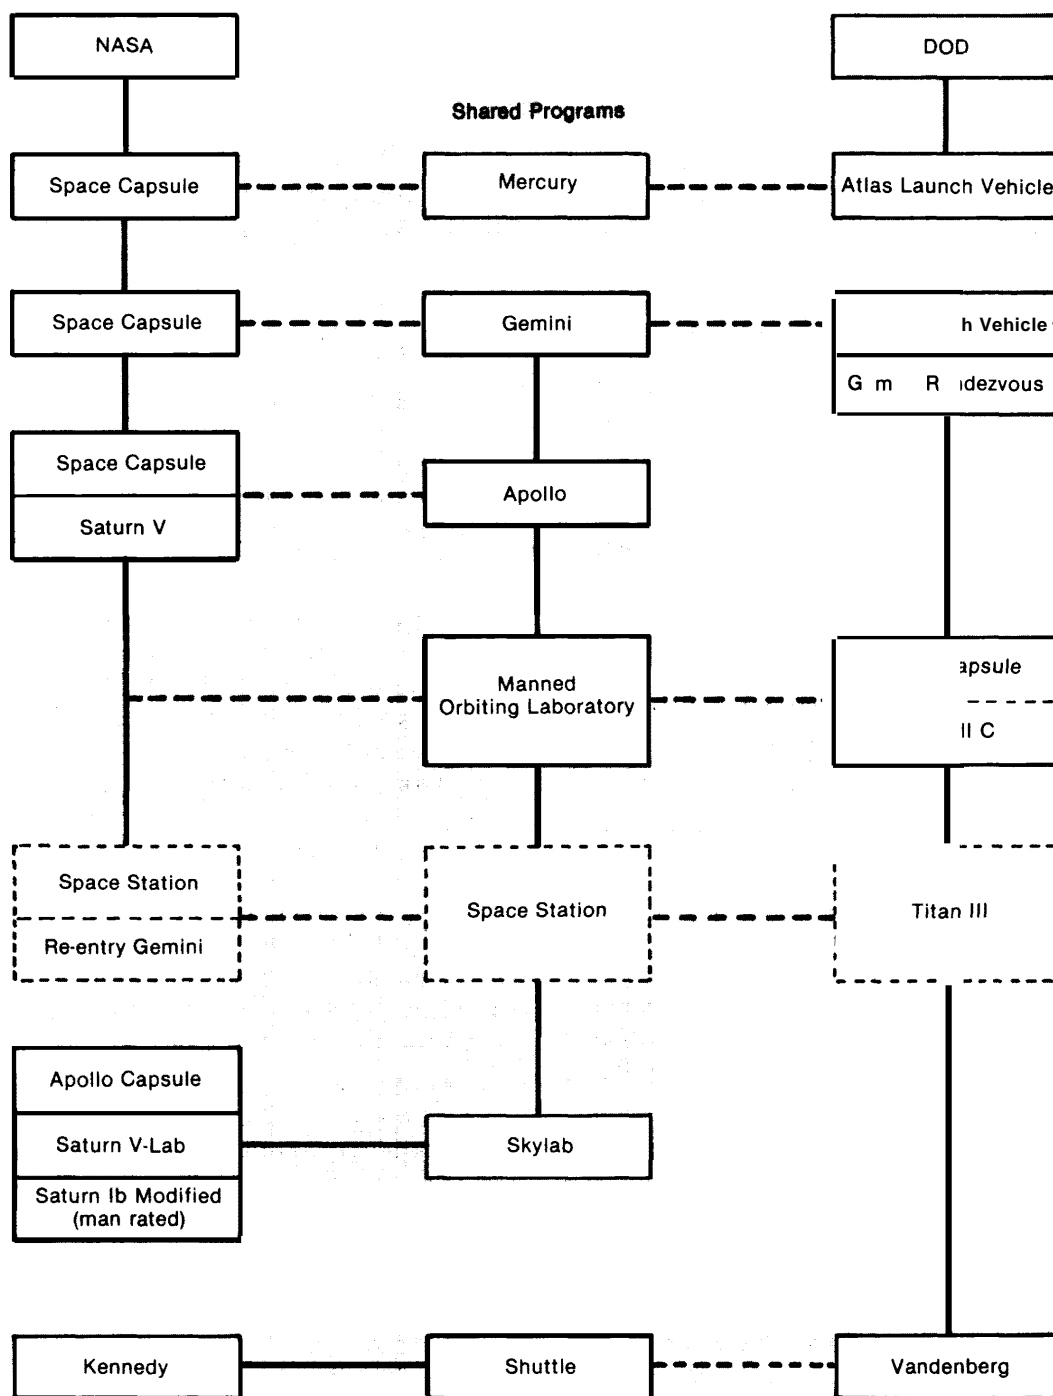 NASA
DOD
Shared Programs
Space Capsule
Mercury
Atlas Launch Vehicle
Space Capsule
Gemini
h Vehicle
G m R dezvous
Space Capsule
Saturn V
Apollo
Manned
Orbiting Laboratory
apsule
II C
Space Station
Re-entry Gemini
Space Station
Titan III
Apollo Capsule
Saturn V-Lab
Saturn Ib Modified
(man rated)
Skylab
Kennedy
Shuttle
Vandenberg